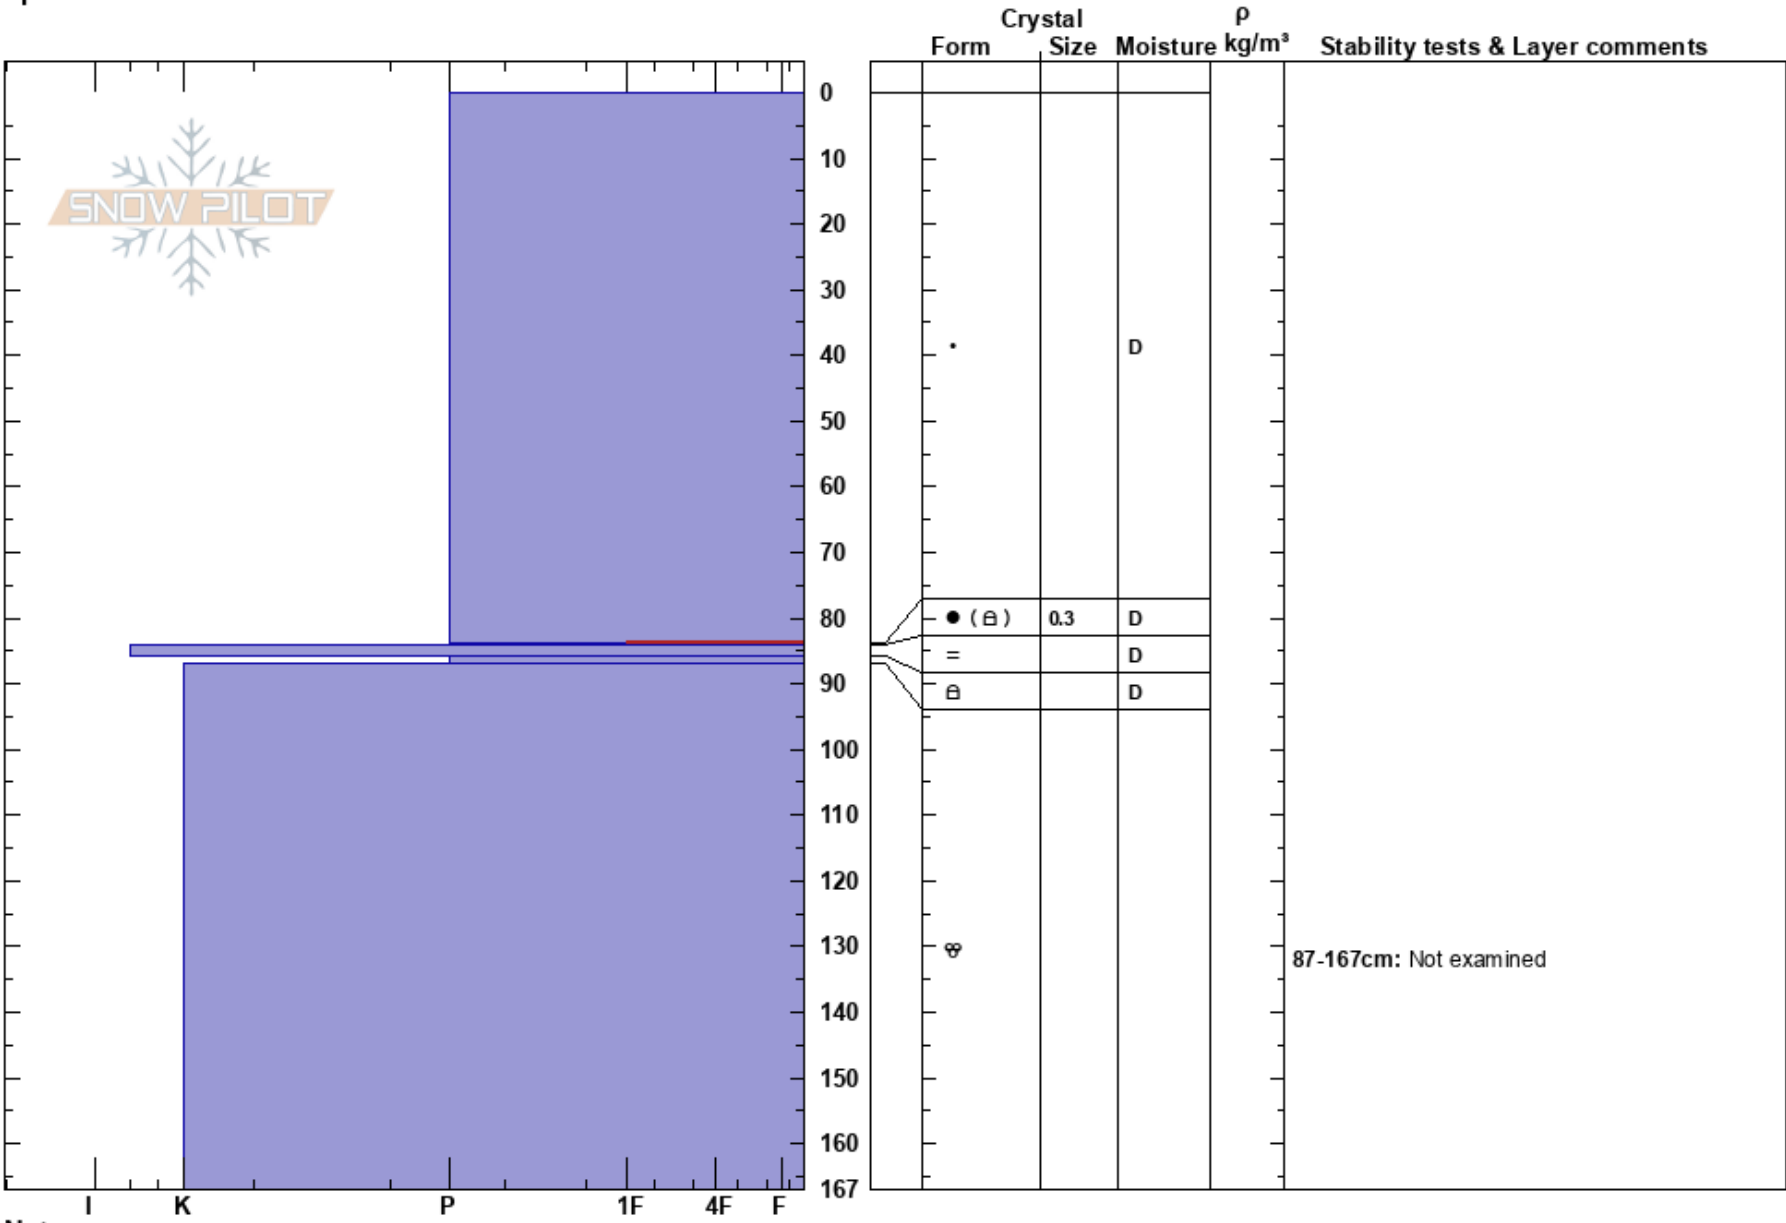 Crystal ρ
Form Size Moisture kg/m³ Stability tests & Layer comments
SNOW PILOT
0
10
20
30
40 D
50
60
70
80 ● ( ) 0.3 D
= D
90 D
100
110
120
130
87-167cm: Not examined
140
150
160
167
I K P 1F 4F F